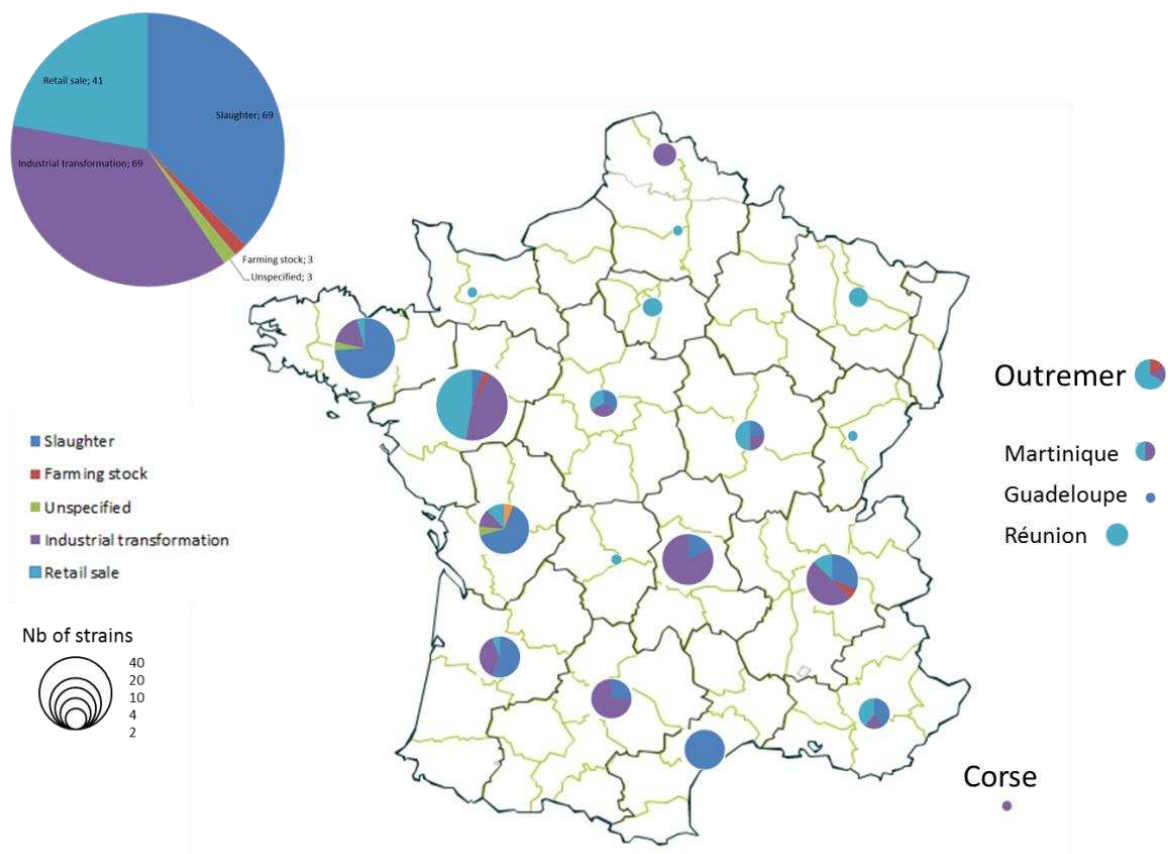 Retail sale; 41
Slaughter; 69
Industrial transformation; 69
Farming stock; 3
Unspecified; 3
Outremer
Martinique
Guadeloupe
Réunion
Slaughter
Farming stock
Unspecified
Industrial transformation
Retail sale
Nb of strains
40
20
10
4
2
Corse